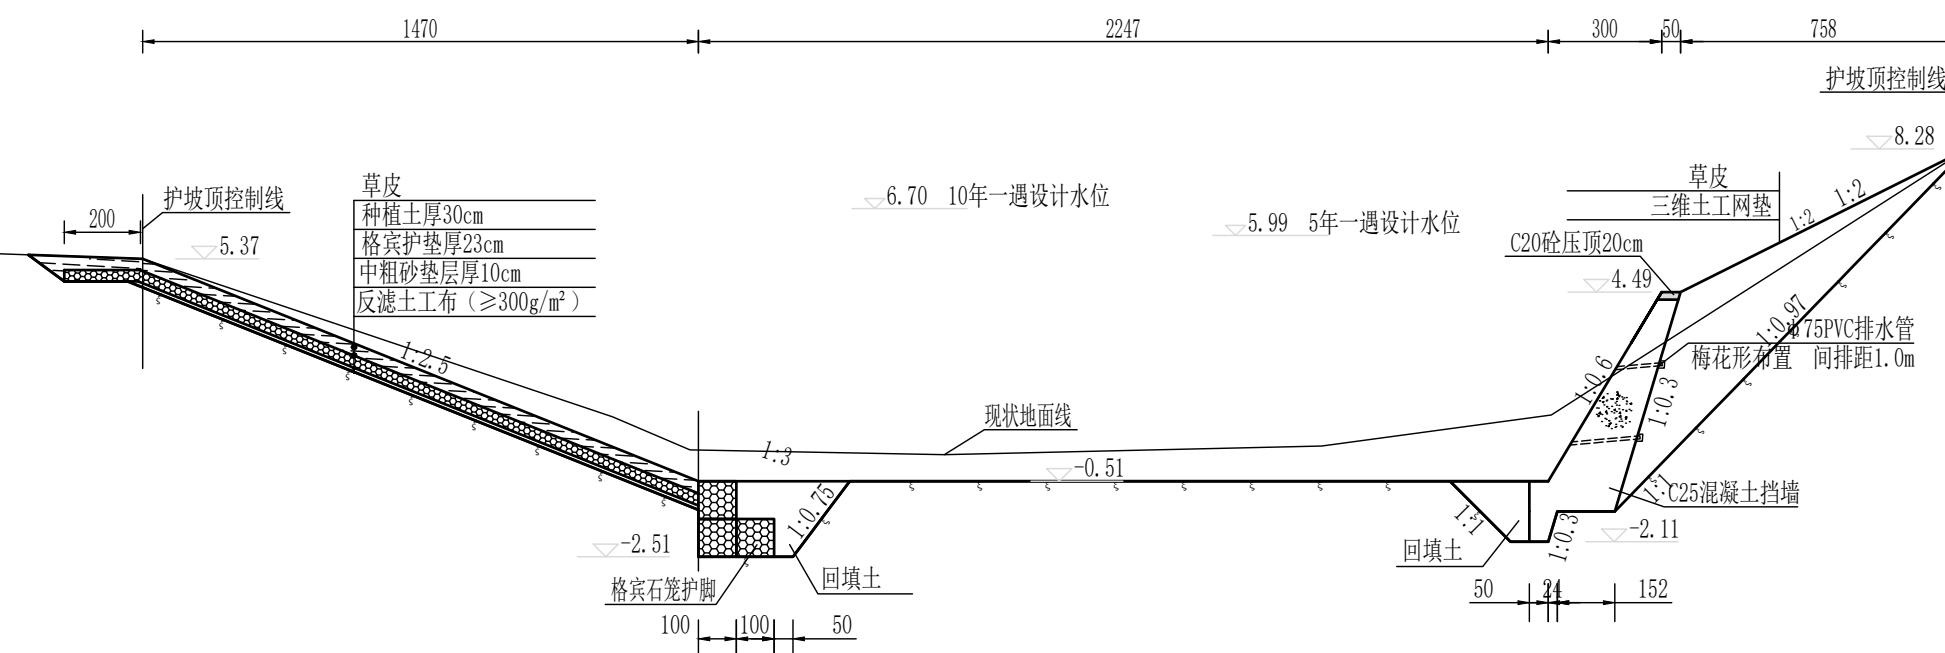 1470
2247
300
50
758
护坡顶控制线
8.28
草皮
三维土工网垫
1:2
1:2
护坡顶控制线
200
5.37
草皮
种植土厚30cm
格宾护垫厚23cm
中粗砂垫层厚10cm
反滤土工布（≥300g/m²）
6.70 10年一遇设计水位
5.99 5年一遇设计水位
C20砼压顶20cm
4.49
φ75PVC排水管
梅花形布置 间排距1.0m
1:0.97
1:2.5
1:0.6
1:0.3
现状地面线
1:3
-0.51
1:0.75
1:1
1:1
C25混凝土挡墙
1:0.3
-2.51
-2.11
回填土
格宾石笼护脚
回填土
50
24
152
100
100
50